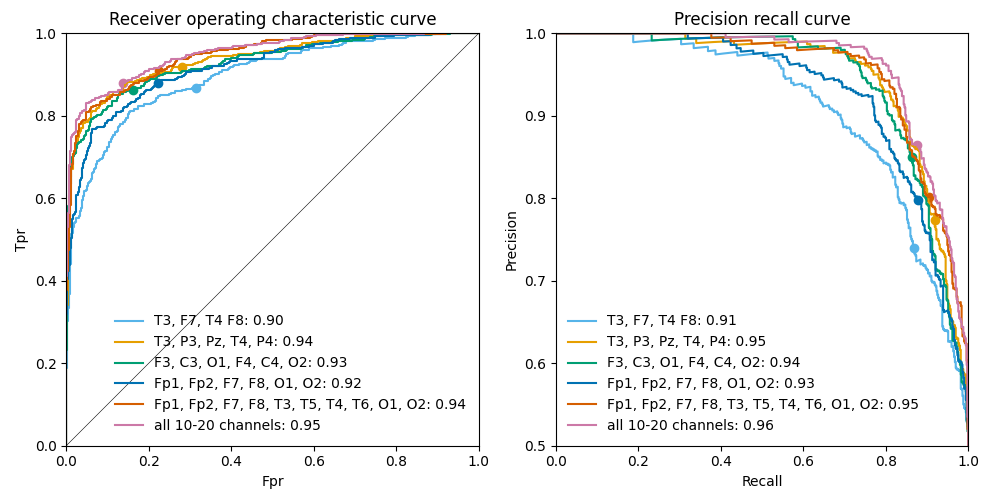 Receiver operating characteristic curve
1.0
0.8
0.6
0.4
0.2
0.0
Tpr
T3, F7, T4 F8: 0.90
T3, P3, Pz, T4, P4: 0.94
F3, C3, O1, F4, C4, O2: 0.93
Fp1, Fp2, F7, F8, O1, O2: 0.92
Fp1, Fp2, F7, F8, T3, T5, T4, T6, O1, O2: 0.94
all 10-20 channels: 0.95
0.0 0.2 0.4 0.6 0.8 1.0
Fpr
Precision recall curve
1.0
0.9
0.8
0.7
0.6
0.5
Precision
T3, F7, T4 F8: 0.91
T3, P3, Pz, T4, P4: 0.95
F3, C3, O1, F4, C4, O2: 0.94
Fp1, Fp2, F7, F8, O1, O2: 0.93
Fp1, Fp2, F7, F8, T3, T5, T4, T6, O1, O2: 0.95
all 10-20 channels: 0.96
0.0 0.2 0.4 0.6 0.8 1.0
Recall